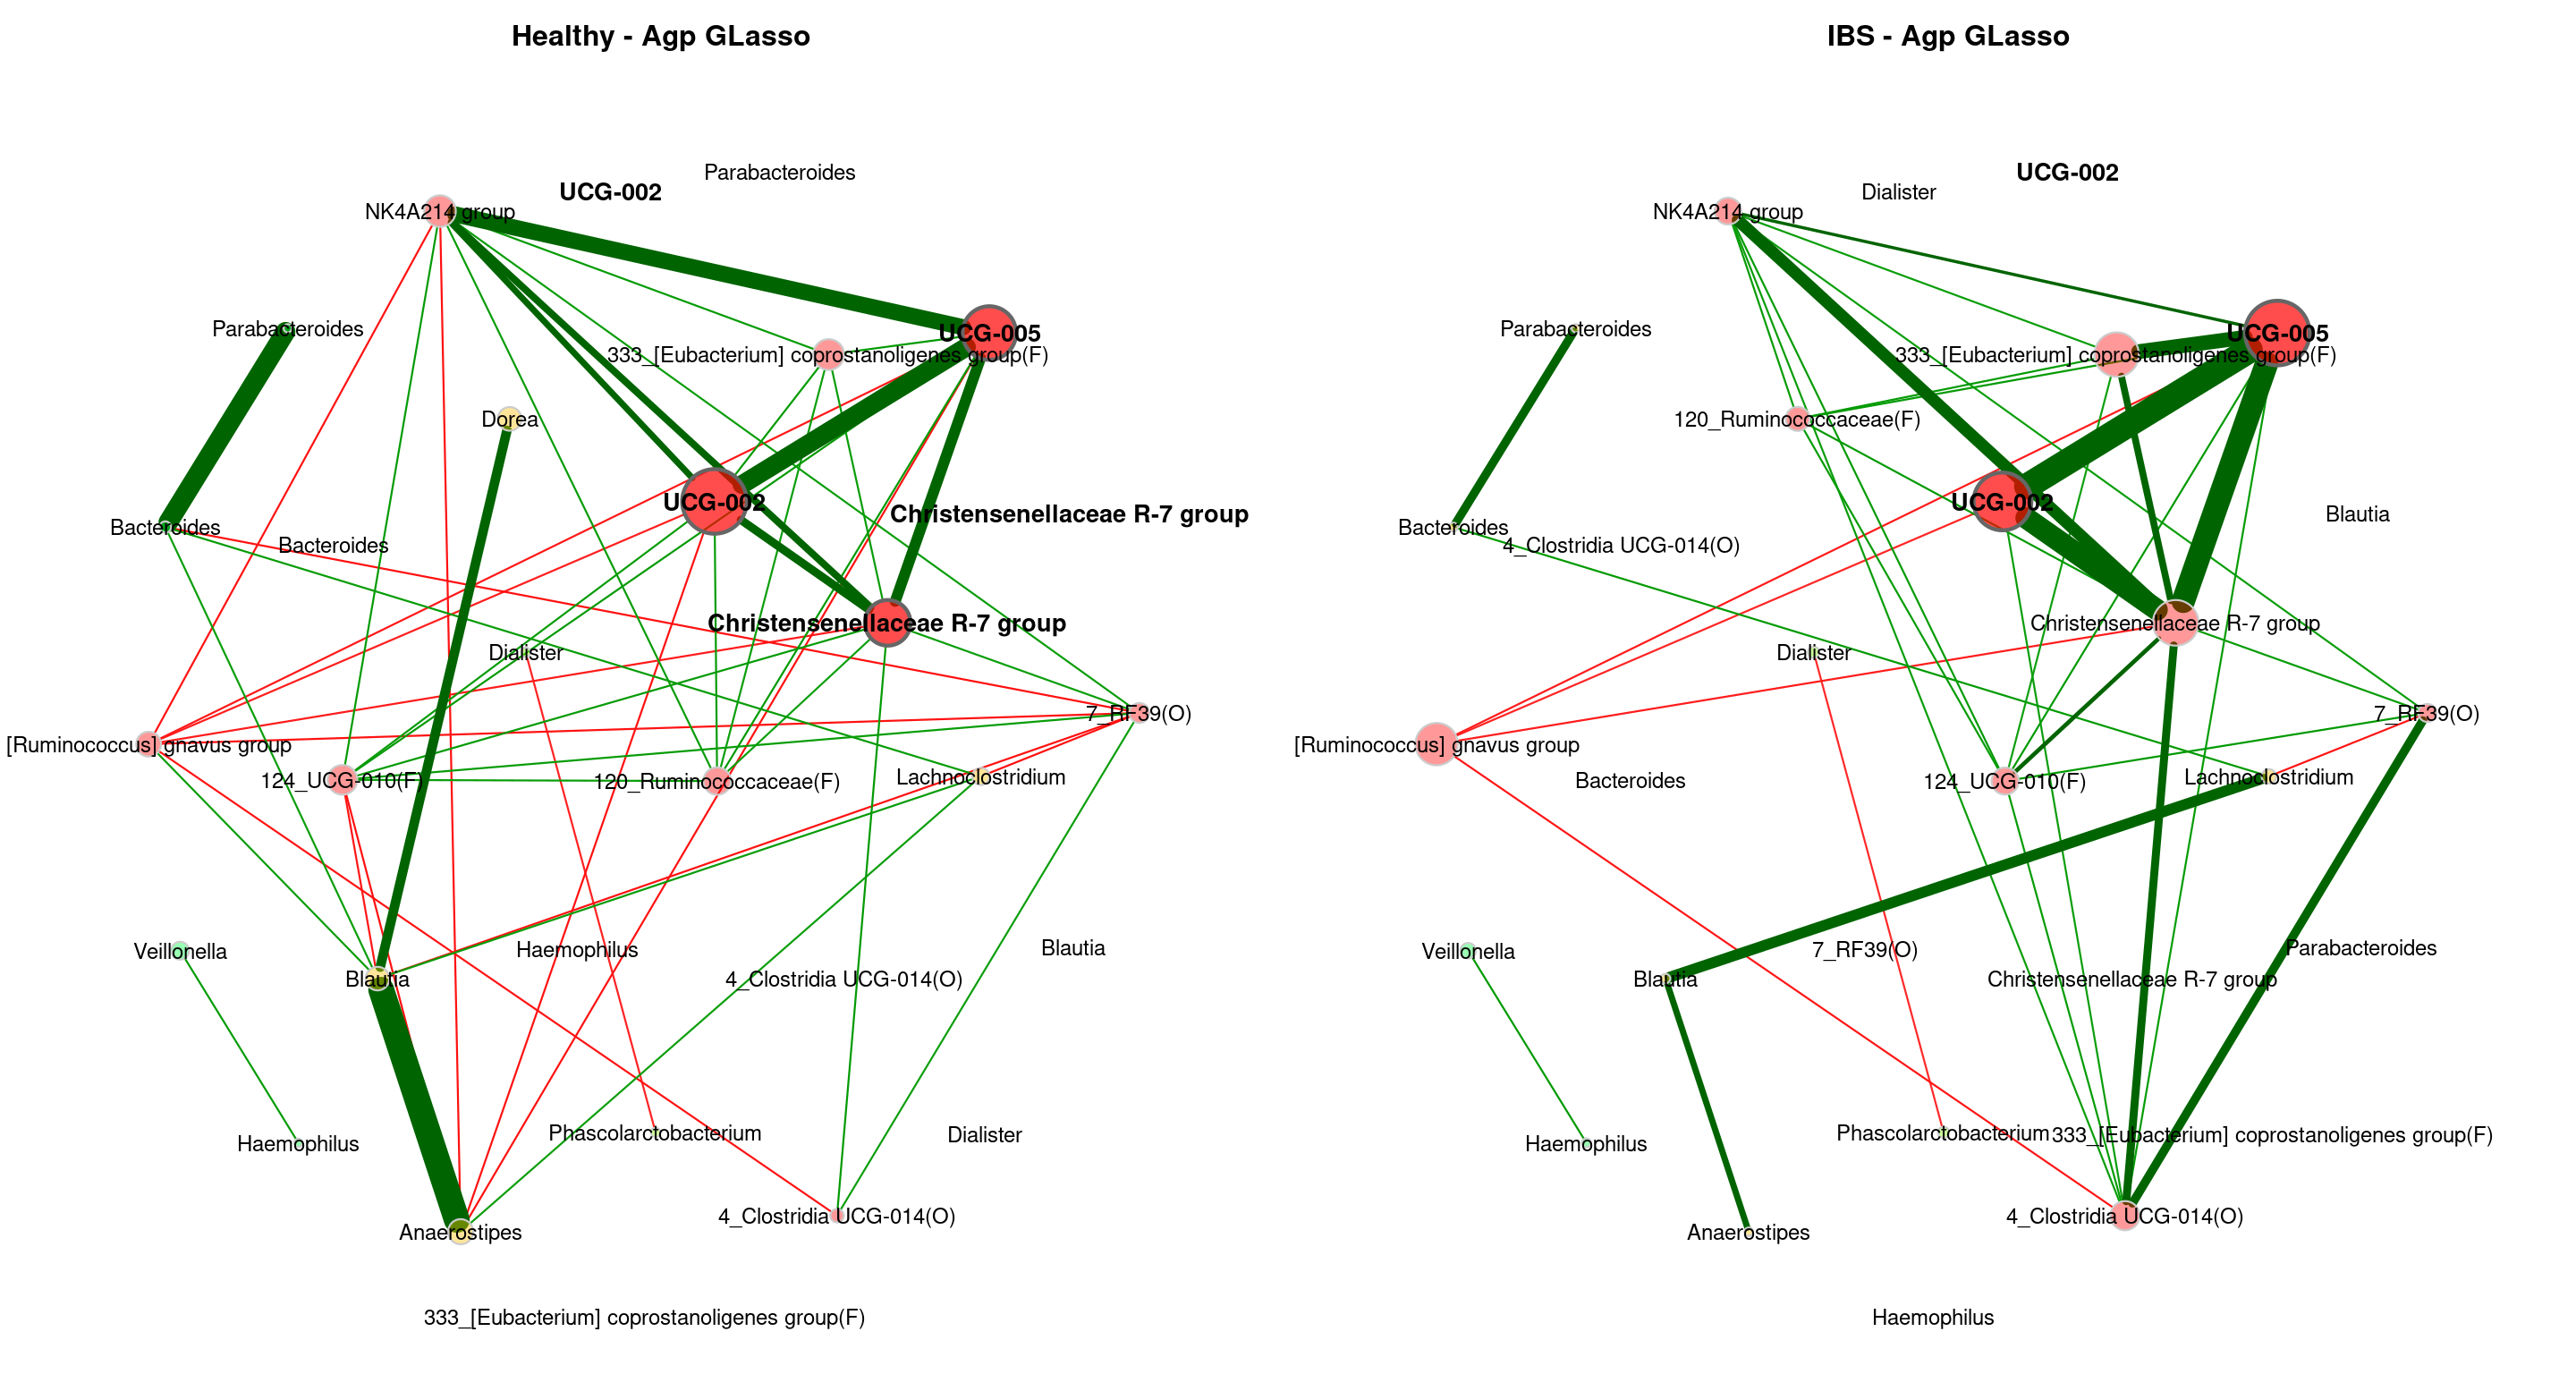 Healthy - Agp GLasso
Parabacteroides
UCG-002
NK4A214 group
Parabacteroides
UCG-005
333_[Eubacterium] coprostanoligenes group(F)
Dorea
UCG-002
Christensenellaceae R-7 group
Bacteroides
Bacteroides
Christensenellaceae R-7 group
Dialister
7_RF39(O)
[Ruminococcus] gnavus group
124_UCG-010(F)
120_Ruminococcaceae(F)
Lachnoclostridium
Veillonella
Haemophilus
Blautia
Blautia
4_Clostridia UCG-014(O)
Haemophilus
Phascolarctobacterium
Dialister
4_Clostridia UCG-014(O)
Anaerostipes
333_[Eubacterium] coprostanoligenes group(F)
IBS - Agp GLasso
UCG-002
Dialister
NK4A214 group
Parabacteroides
UCG-005
333_[Eubacterium] coprostanoligenes group(F)
120_Ruminococcaceae(F)
UCG-002
Blautia
Bacteroides
4_Clostridia UCG-014(O)
Christensenellaceae R-7 group
Dialister
7_RF39(O)
[Ruminococcus] gnavus group
Bacteroides
124_UCG-010(F)
Lachnoclostridium
Veillonella
7_RF39(O)
Parabacteroides
Blautia
Christensenellaceae R-7 group
Haemophilus
Phascolarctobacterium
333_[Eubacterium] coprostanoligenes group(F)
4_Clostridia UCG-014(O)
Anaerostipes
Haemophilus